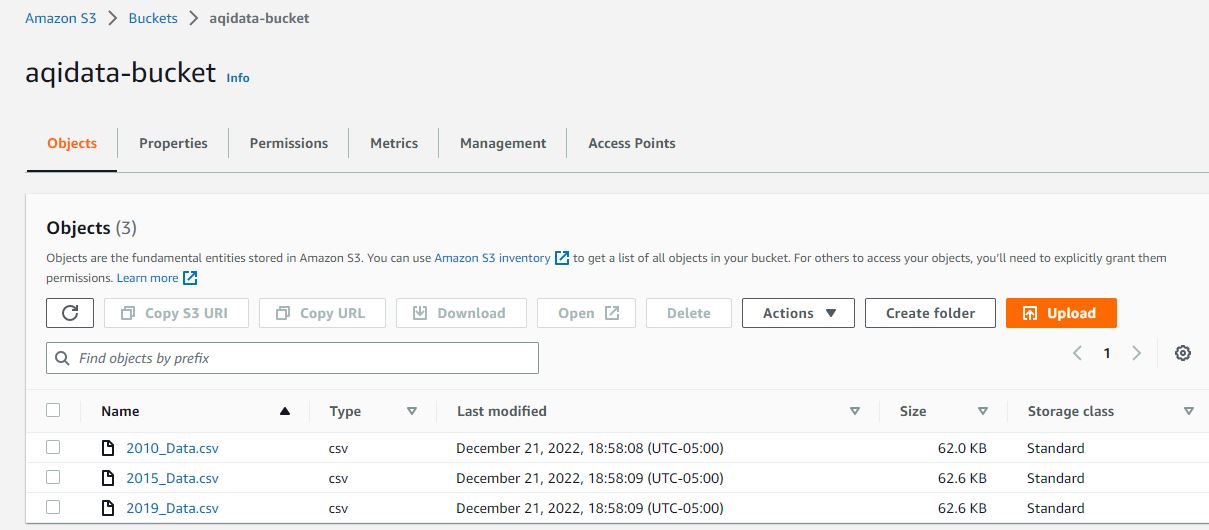 Amazon S3 > Buckets > aqidata-bucket
aqidata-bucket Info
Objects Properties Permissions Metrics Management Access Points
Objects (3)
Objects are the fundamental entities stored in Amazon S3. You can use Amazon S3 inventory to get a list of all objects in your bucket. For others to access your objects, you'll need to explicitly grant them
permissions. Learn more
Copy S3 URI Copy URL Download Open Delete Actions Create folder Upload
Find objects by prefix
1
Name Type Last modified Size Storage class
2010_Data.csv csv December 21, 2022, 18:58:08 (UTC-05:00) 62.0 KB Standard
2015_Data.csv csv December 21, 2022, 18:58:09 (UTC-05:00) 62.6 KB Standard
2019_Data.csv csv December 21, 2022, 18:58:09 (UTC-05:00) 62.6 KB Standard